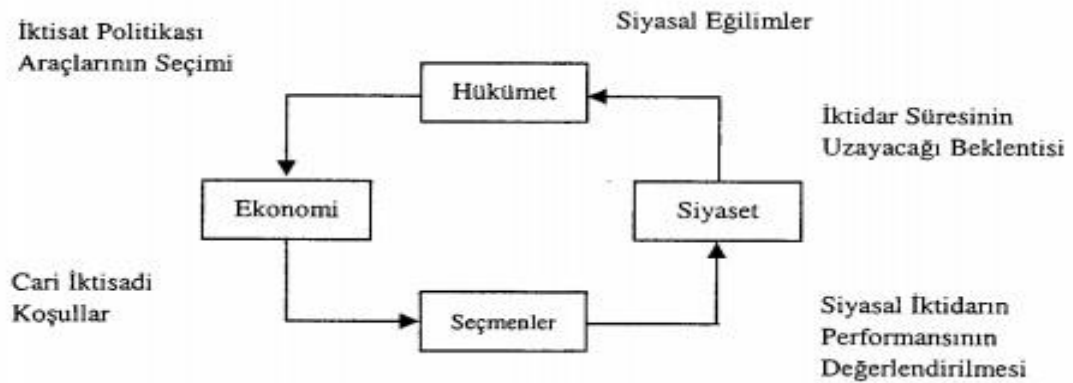 İktisat Politikası
Araçlarının Seçimi
Siyasal Eğilimler
Hükümet
İktidar Süresinin
Uzayacağı Beklentisi
Ekonomi
Siyaset
Cari İktisadi
Koşullar
Seçmenler
Siyasal İktidarın
Performansının
Değerlendirilmesi